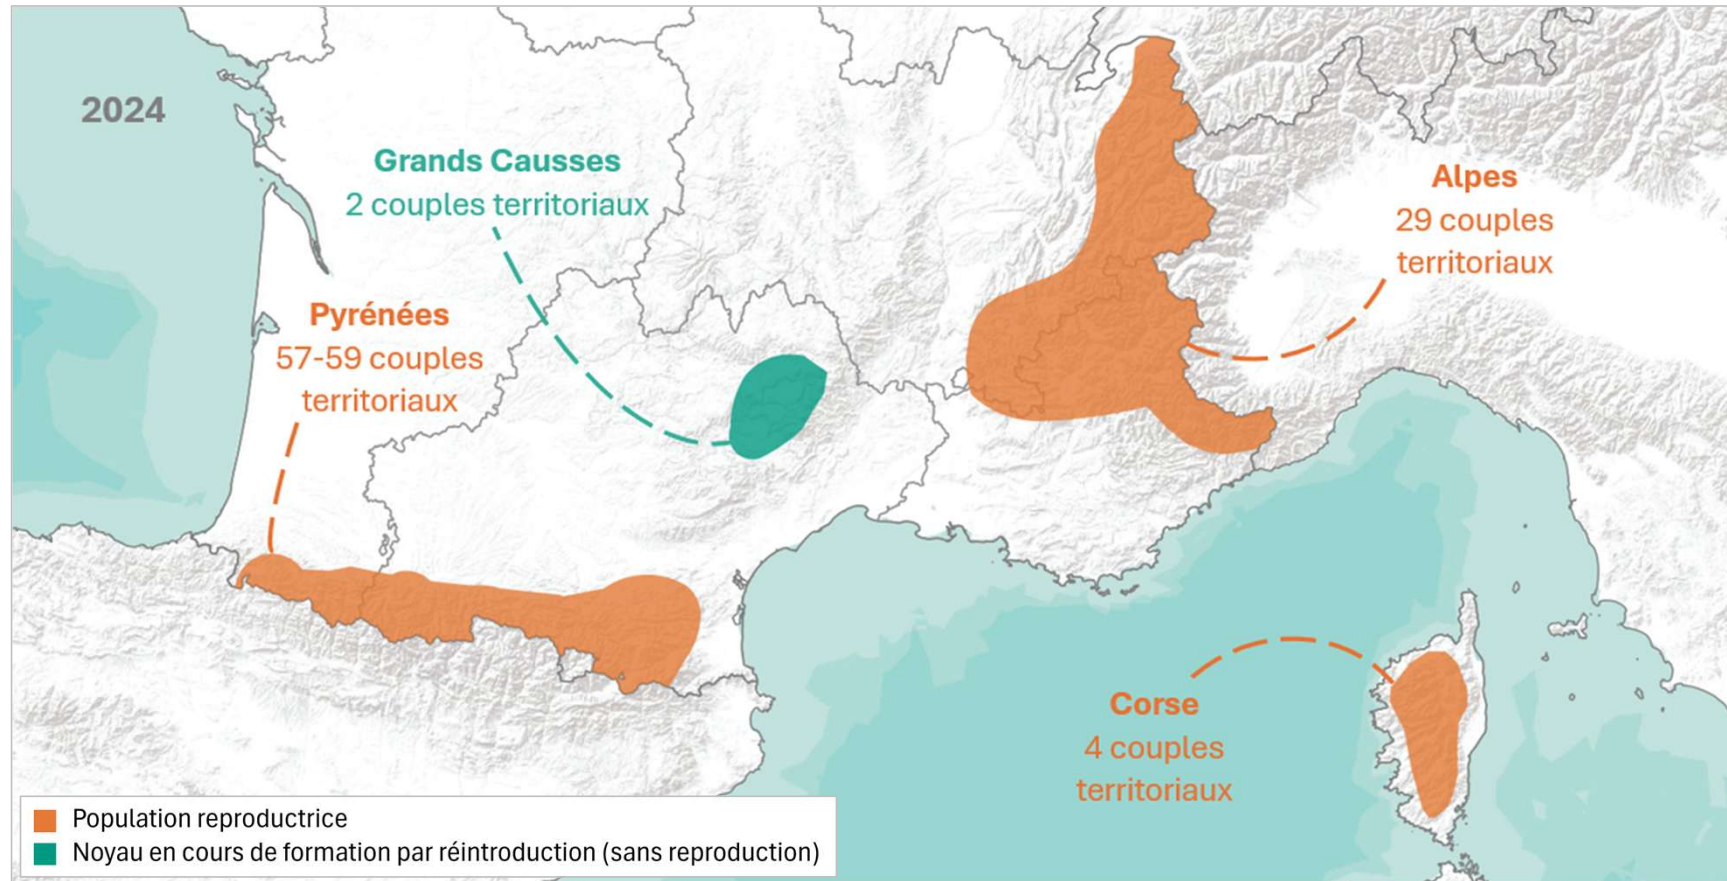 2024
Grands Causses
2 couples territoriaux
Alpes
29 couples
territoriaux
Pyrénées
57-59 couples
territoriaux
Corse
4 couples
territoriaux
Population reproductrice
Noyau en cours de formation par réintroduction (sans reproduction)